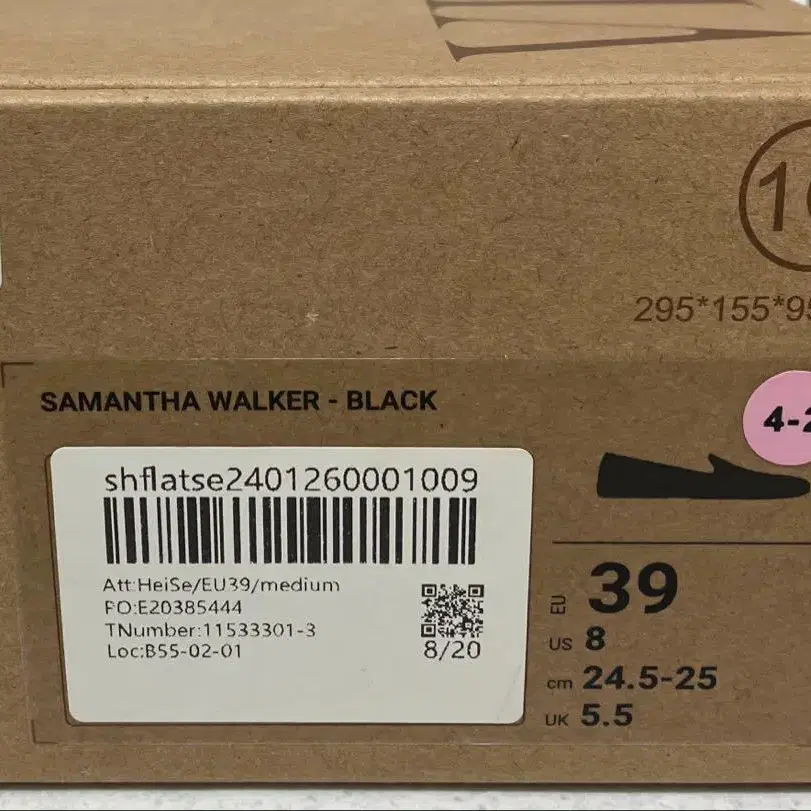 295*155*95
SAMANTHA WALKER - BLACK
4-2
shflatse2401260001009
Att:HeiSe/EU39/medium
PO:E20385444
TNumber:11533301-3
Loc:B55-02-01
8/20
EU 39
US 8
cm 24.5-25
UK 5.5